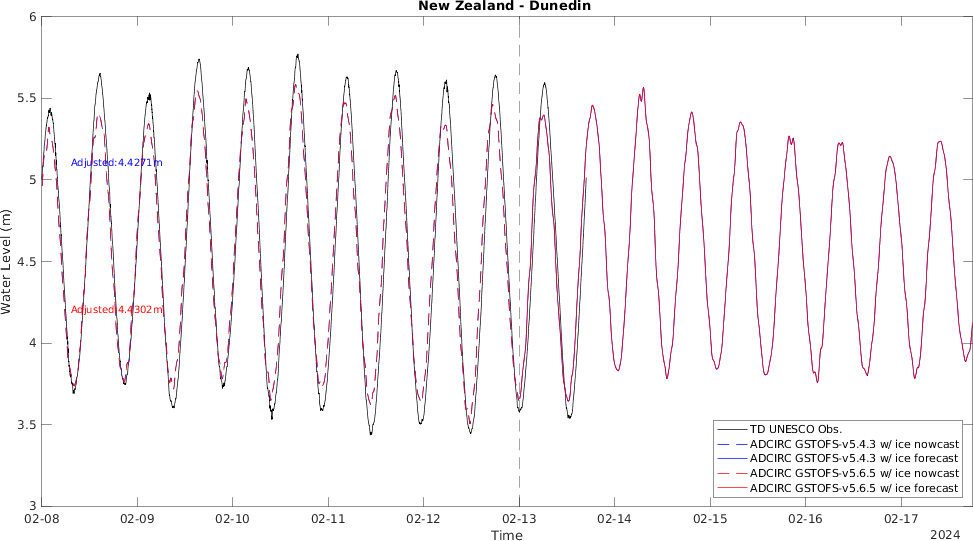 New Zealand - Dunedin
6
5.5
5
4.5
4
3.5
3
Water Level (m)
Adjusted:4.4271m
Adjusted:4.4302m
TD UNESCO Obs.
ADCIRC GSTOFS-v5.4.3 w/ ice nowcast
ADCIRC GSTOFS-v5.4.3 w/ ice forecast
ADCIRC GSTOFS-v5.6.5 w/ ice nowcast
ADCIRC GSTOFS-v5.6.5 w/ ice forecast
02-08 02-09 02-10 02-11 02-12 02-13 02-14 02-15 02-16 02-17
Time
2024